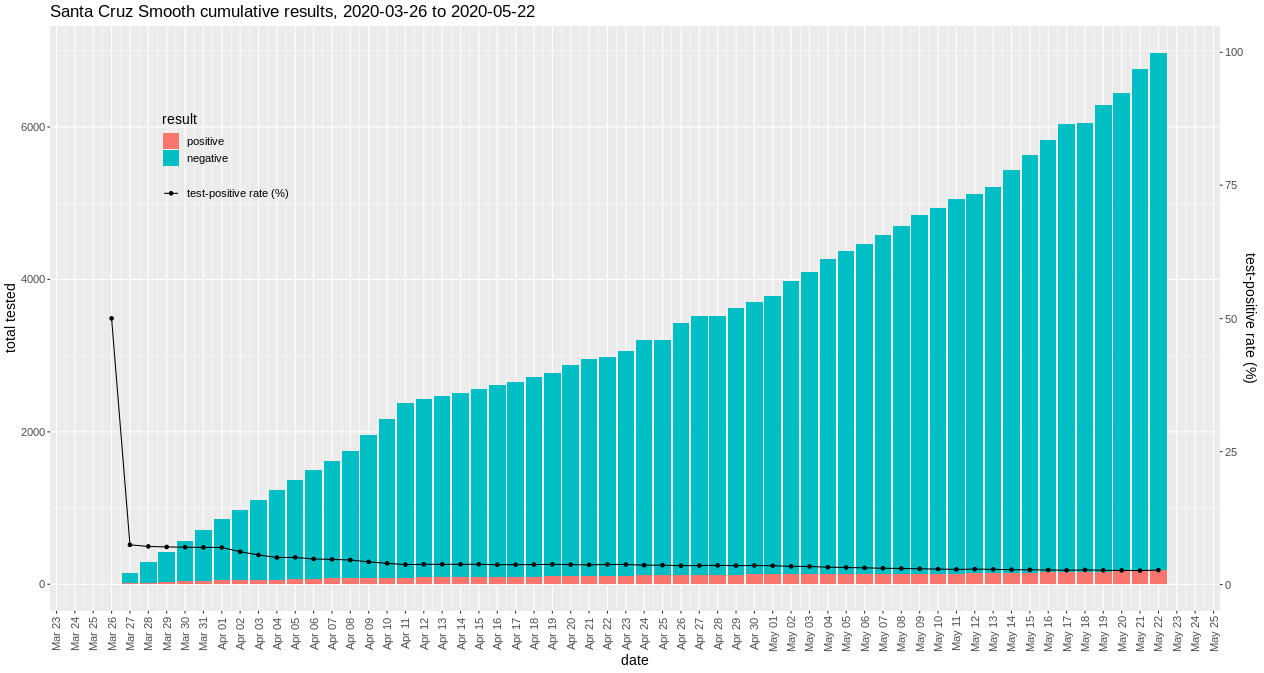 Santa Cruz Smooth cumulative results, 2020-03-26 to 2020-05-22
result
positive
negative
test-positive rate (%)
total tested
6000
4000
2000
0
100
75
50
25
0
test-positive rate (%)
Mar 23
Mar 24
Mar 25
Mar 26
Mar 27
Mar 28
Mar 29
Mar 30
Mar 31
Apr 01
Apr 02
Apr 03
Apr 04
Apr 05
Apr 06
Apr 07
Apr 08
Apr 09
Apr 10
Apr 11
Apr 12
Apr 13
Apr 14
Apr 15
Apr 16
Apr 17
Apr 18
Apr 19
Apr 20
Apr 21
Apr 22
Apr 23
Apr 24
Apr 25
Apr 26
Apr 27
Apr 28
Apr 29
Apr 30
May 01
May 02
May 03
May 04
May 05
May 06
May 07
May 08
May 09
May 10
May 11
May 12
May 13
May 14
May 15
May 16
May 17
May 18
May 19
May 20
May 21
May 22
May 23
May 24
May 25
date